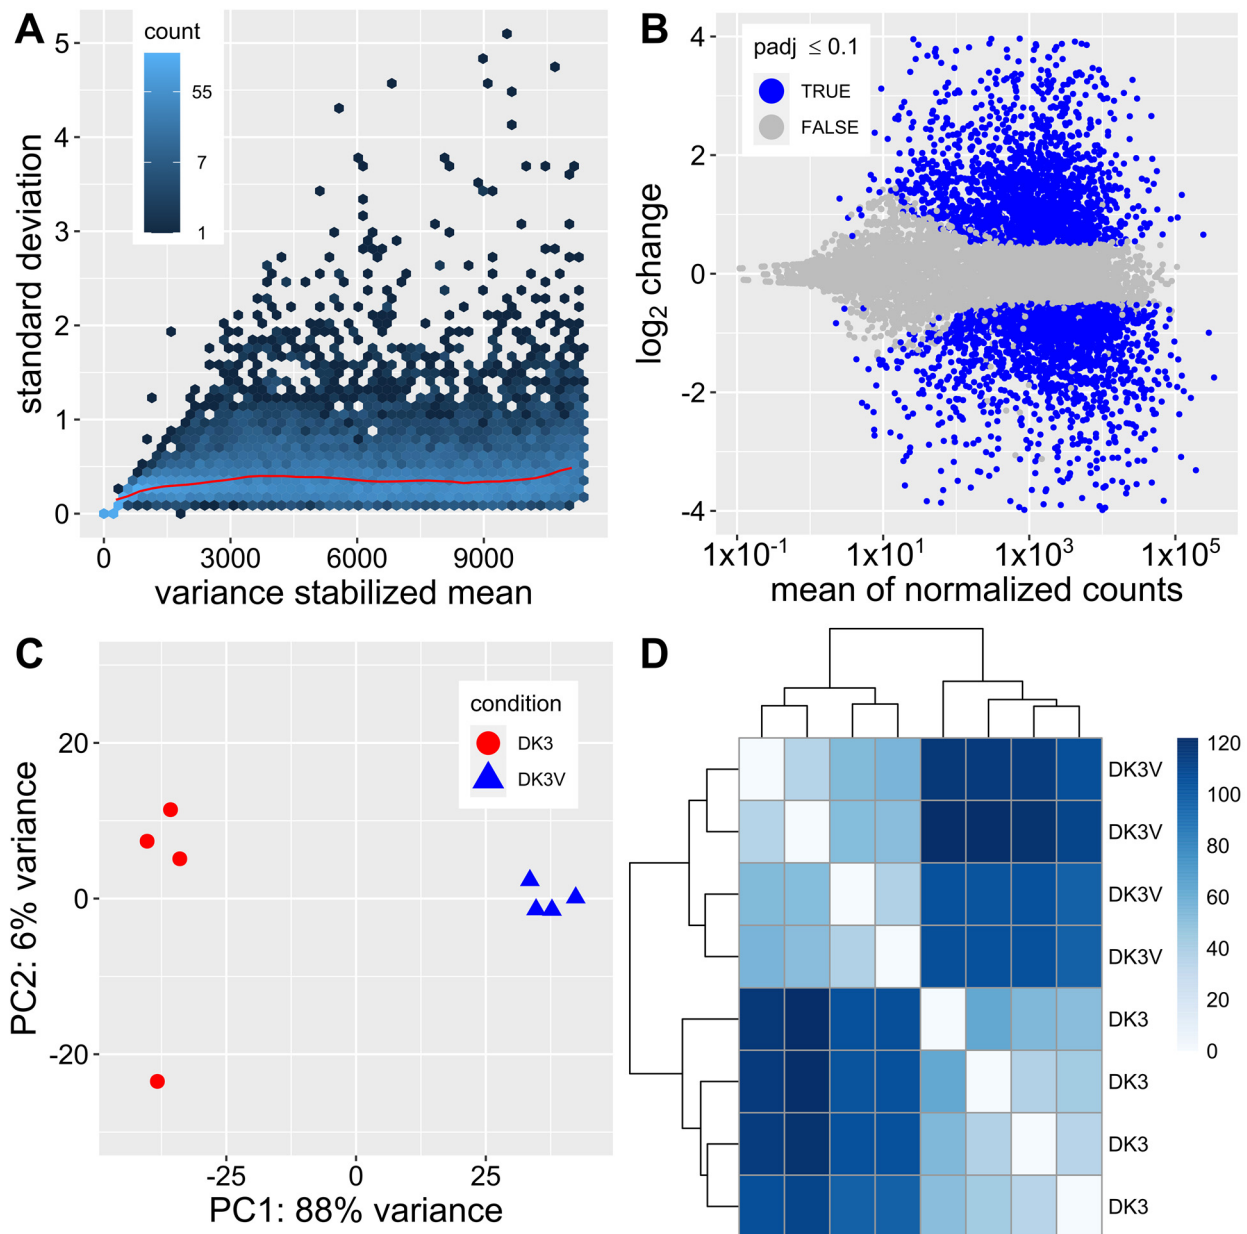 A
count
55
7
1
5
4
3
2
1
0
standard deviation
0 3000 6000 9000
variance stabilized mean
B
padj ≤ 0.1
TRUE
FALSE
4
2
0
-2
-4
log₂ change
1x10⁻¹ 1x10¹ 1x10³ 1x10⁵
mean of normalized counts
C
condition
DK3
DK3V
20
0
-20
PC2: 6% variance
-25 0 25
PC1: 88% variance
D
DK3V
DK3V
DK3V
DK3V
DK3
DK3
DK3
DK3
120
100
80
60
40
20
0